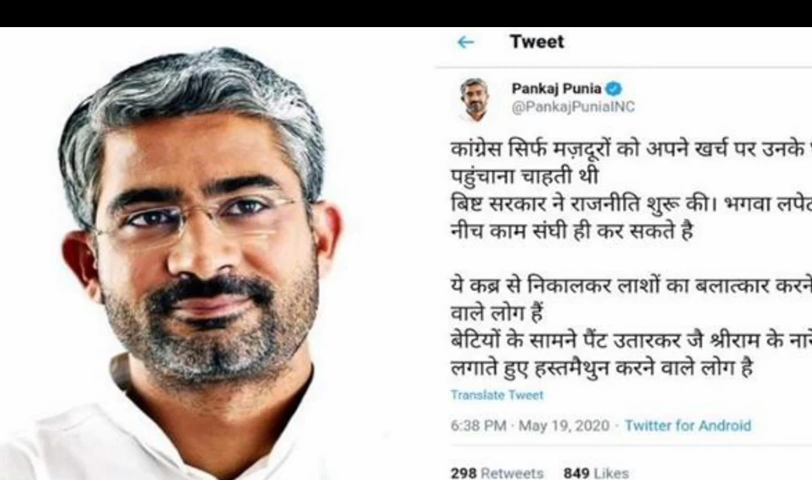 Tweet
Pankaj Punia
@PankajPuniaINC
कांग्रेस सिर्फ मज़दूरों को अपने खर्च पर उनके
पहुंचाना चाहती थी
बिष्ट सरकार ने राजनीति शुरू की। भगवा लपेट
नीच काम संघी ही कर सकते है
ये कब्र से निकालकर लाशों का बलात्कार करने
वाले लोग हैं
बेटियों के सामने पैंट उतारकर जै श्रीराम के नारे
लगाते हुए हस्तमैथुन करने वाले लोग है
Translate Tweet
6:38 PM · May 19, 2020 · Twitter for Android
298 Retweets 849 Likes